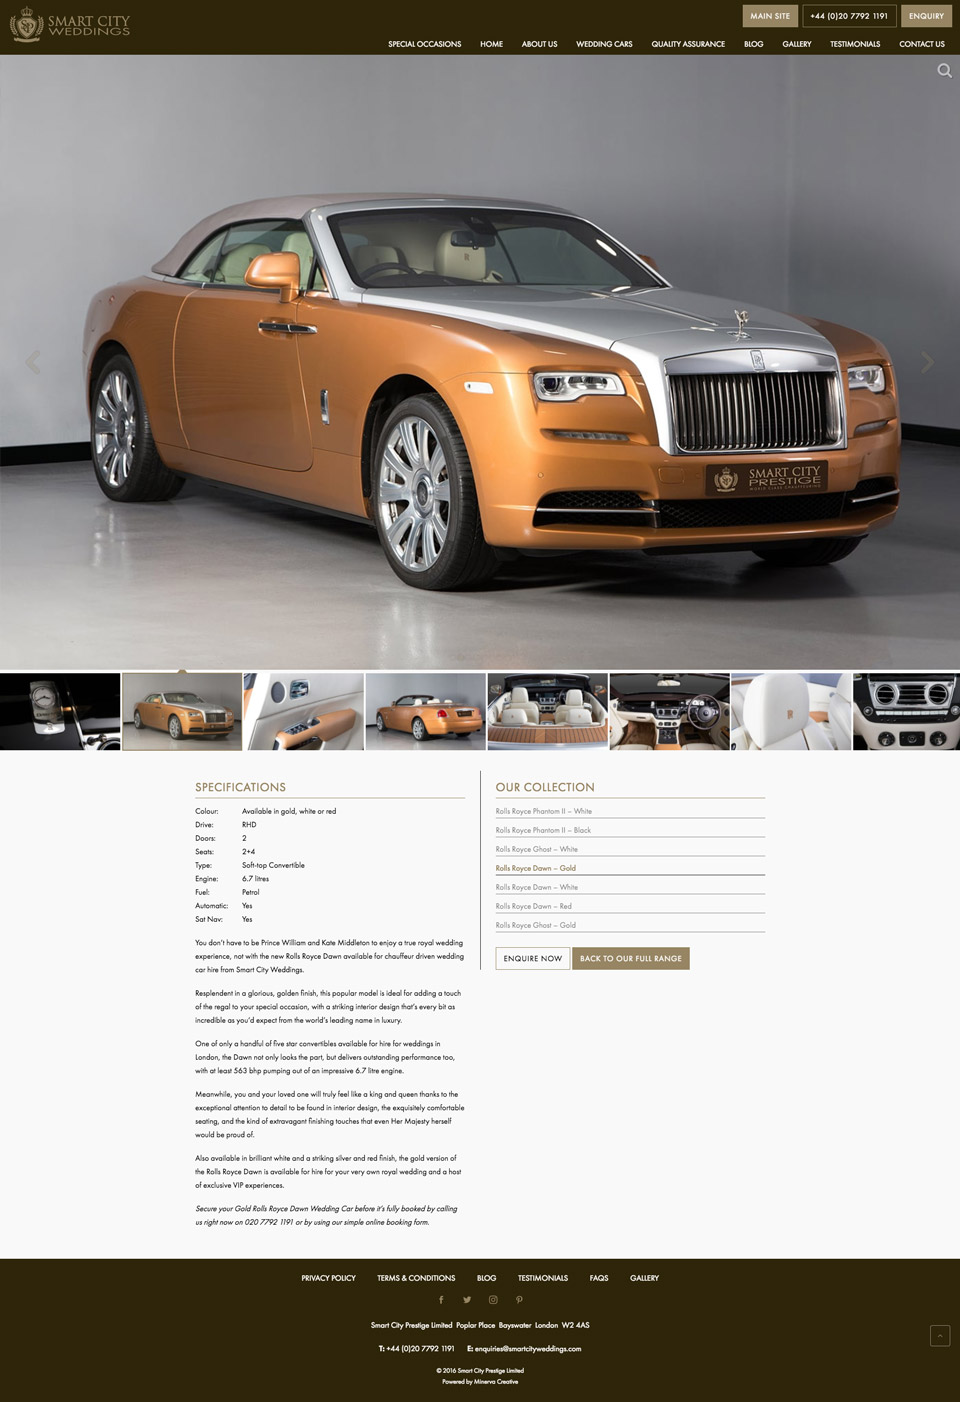 SMART CITY
WEDDINGS
MAIN SITE
+44 (0)20 7792 1191
ENQUIRY
SPECIAL OCCASIONS HOME ABOUT US WEDDING CARS QUALITY ASSURANCE BLOG GALLERY TESTIMONIALS CONTACT US
SMART CITY
PRESTIGE
WORLD CLASS CHAUFFEURING
SPECIFICATIONS
Colour: Available in gold, white or red
Drive: RHD
Doors: 2
Seats: 2+4
Type: Soft-top Convertible
Engine: 6.7 litres
Fuel: Petrol
Automatic: Yes
Sat Nav: Yes
You don't have to be Prince William and Kate Middleton to enjoy a true royal wedding
experience, not with the new Rolls Royce Dawn available for chauffeur driven wedding
car hire from Smart City Weddings.
Resplendent in a glorious, golden finish, this popular model is ideal for adding a touch
of the regal to your special occasion, with a striking interior design that's every bit as
incredible as you'd expect from the world's leading name in luxury.
One of only a handful of five star convertibles available for hire for weddings in
London, the Dawn not only looks the part, but delivers outstanding performance too,
with at least 563 bhp pumping out of an impressive 6.7 litre engine.
Meanwhile, you and your loved one will truly feel like a king and queen thanks to the
exceptional attention to detail to be found in interior design, the exquisitely comfortable
seating, and the kind of extravagant finishing touches that even Her Majesty herself
would be proud of.
Also available in brilliant white and a striking silver and red finish, the gold version of
the Rolls Royce Dawn is available for hire for your very own royal wedding and a host
of exclusive VIP experiences.
Secure your Gold Rolls Royce Dawn Wedding Car before it's fully booked by calling
us right now on 020 7792 1191 or by using our simple online booking form.
OUR COLLECTION
Rolls Royce Phantom II – White
Rolls Royce Phantom II – Black
Rolls Royce Ghost – White
Rolls Royce Dawn – Gold
Rolls Royce Dawn – White
Rolls Royce Dawn – Red
Rolls Royce Ghost – Gold
ENQUIRE NOW
BACK TO OUR FULL RANGE
PRIVACY POLICY TERMS & CONDITIONS BLOG TESTIMONIALS FAQS GALLERY
Smart City Prestige Limited Poplar Place Bayswater London W2 4AS
T: +44 (0)20 7792 1191 E: enquiries@smartcityweddings.com
© 2016 Smart City Prestige Limited
Powered by Minerva Creative